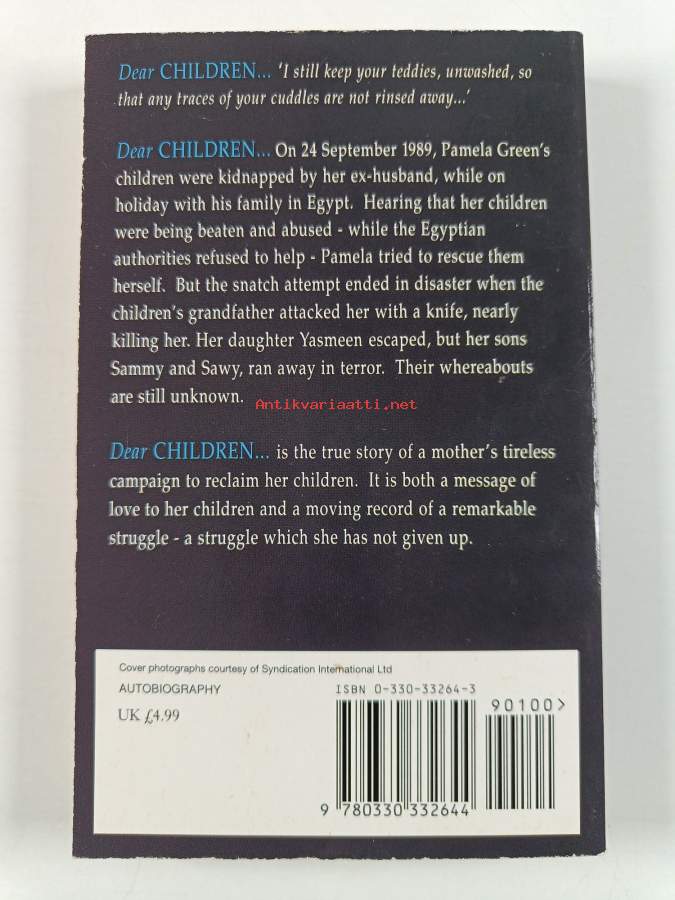 Dear CHILDREN... 'I still keep your teddies, unwashed, so
that any traces of your cuddles are not rinsed away...'
Dear CHILDREN... On 24 September 1989, Pamela Green's
children were kidnapped by her ex-husband, while on
holiday with his family in Egypt. Hearing that her children
were being beaten and abused - while the Egyptian
authorities refused to help - Pamela tried to rescue them
herself. But the snatch attempt ended in disaster when the
children's grandfather attacked her with a knife, nearly
killing her. Her daughter Yasmeen escaped, but her sons
Sammy and Sawy, ran away in terror. Their whereabouts
are still unknown.
Antikvariaatti.net
Dear CHILDREN... is the true story of a mother's tireless
campaign to reclaim her children. It is both a message of
love to her children and a moving record of a remarkable
struggle - a struggle which she has not given up.
Cover photographs courtesy of Syndication International Ltd
AUTOBIOGRAPHY
UK £4.99
ISBN 0-330-33264-3
90100>
9 780330 332644